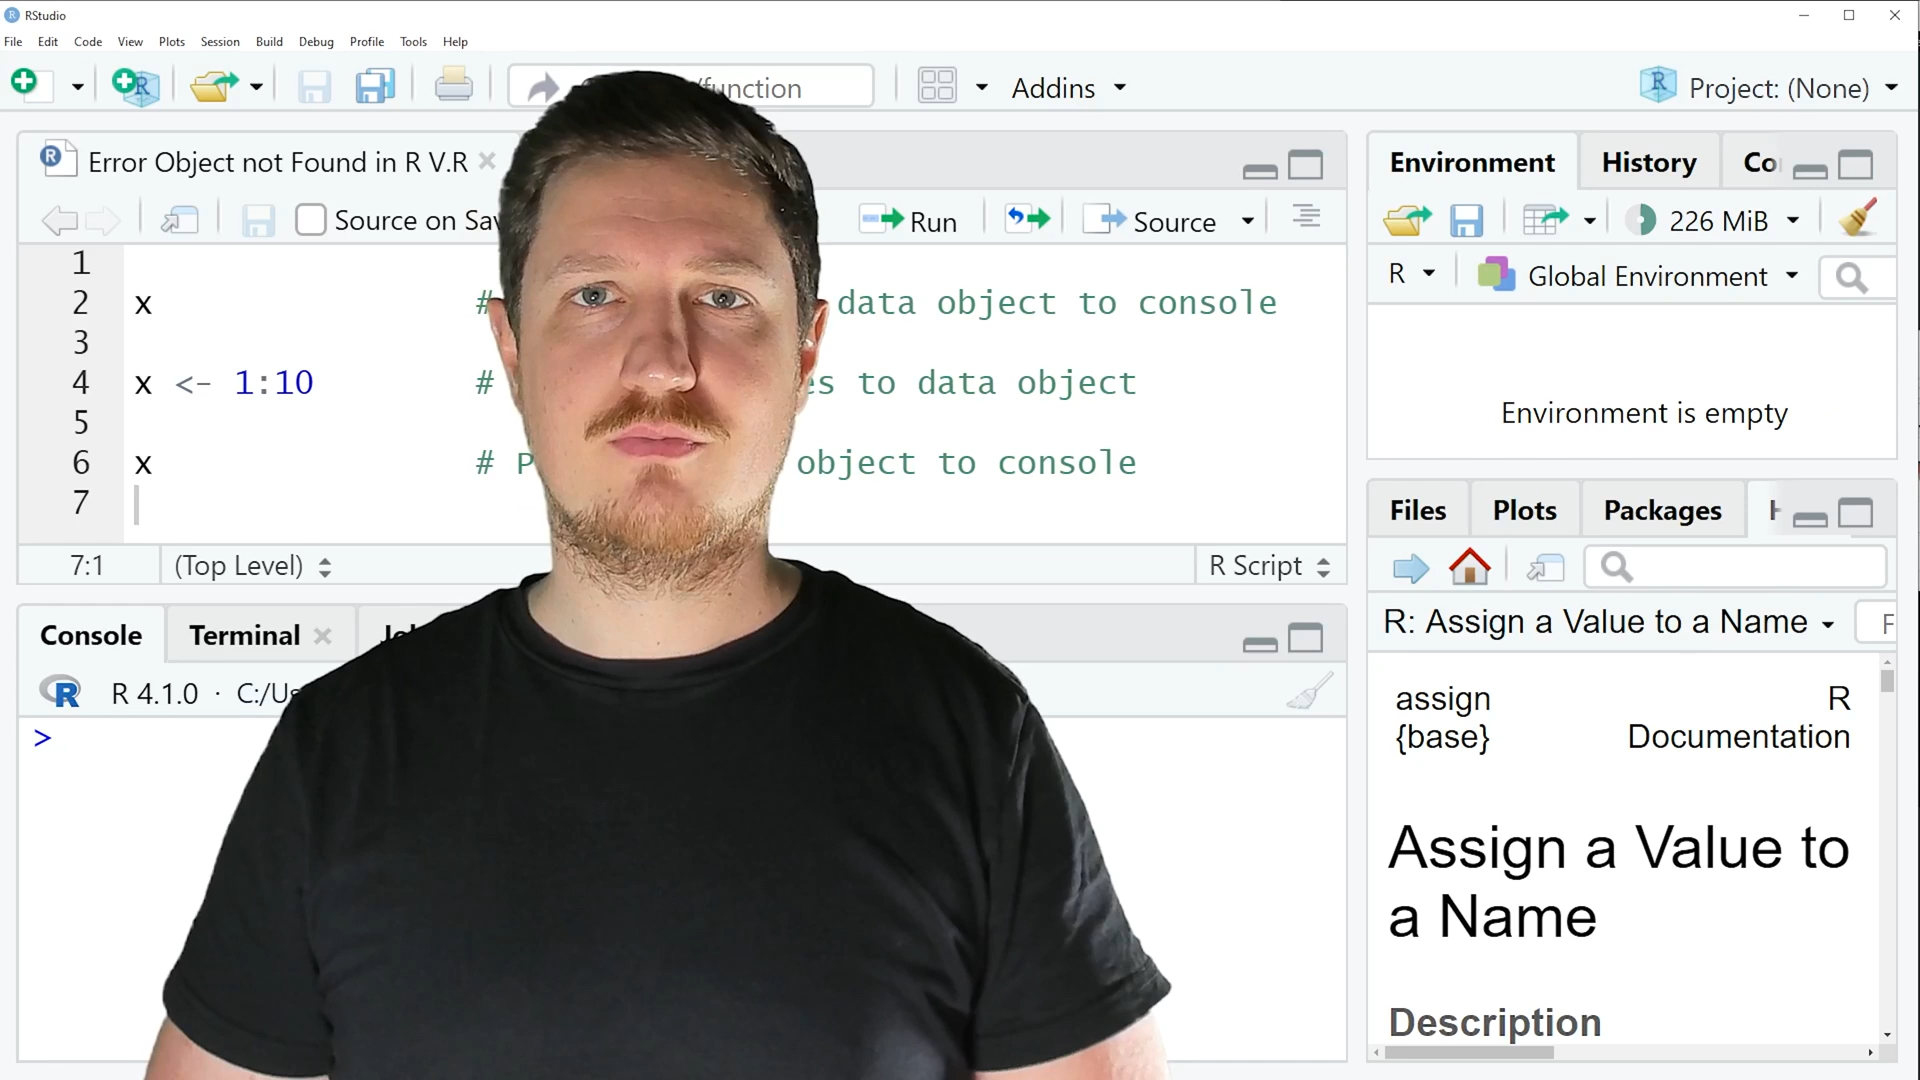 RStudio
File Edit Code View Plots Session Build Debug Profile Tools Help
function Addins Project: (None)
Error Object not Found in R V.R
Source on Run Source
1
2 x # data object to console
3
4 x <- 1:10 # to data object
5
6 x # object to console
7
7:1 (Top Level) R Script
Console Terminal
R 4.1.0 · C:/
>
Environment History
226 MiB
R Global Environment
Environment is empty
Files Plots Packages
R: Assign a Value to a Name
assign R
{base} Documentation
Assign a Value to
a Name
Description